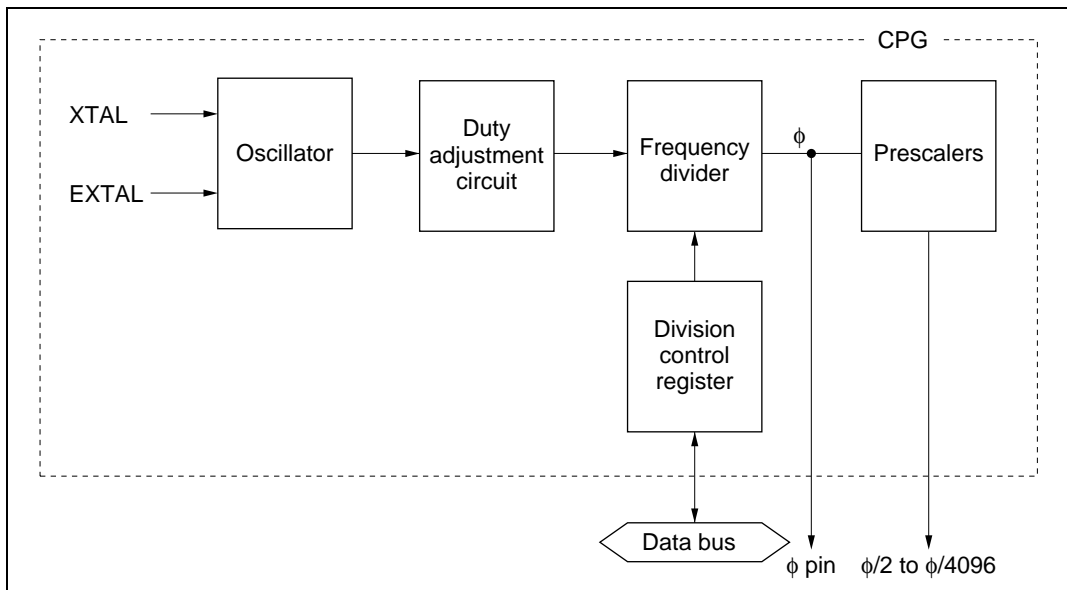 CPG
XTAL
EXTAL
Oscillator
Duty
adjustment
circuit
Frequency
divider
ϕ
Prescalers
Division
control
register
Data bus
ϕ pin
ϕ/2 to ϕ/4096